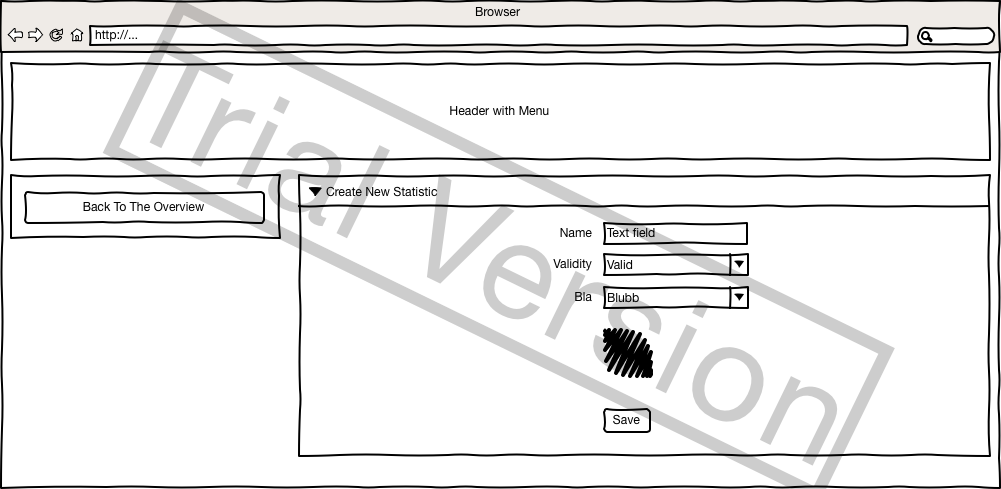 Browser
http://...
Header with Menu
Back To The Overview
Create New Statistic
Name Text field
Validity Valid
Bla Blubb
Save
Trial Version